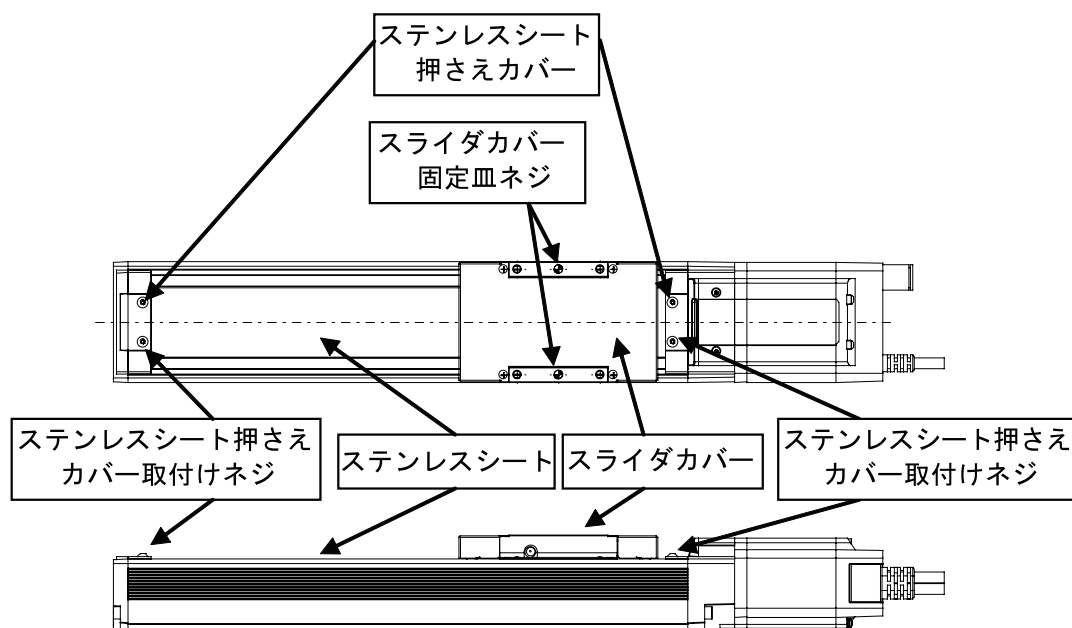 ステンレスシート
押さえカバー
スライダカバー
固定皿ネジ
ステンレスシート押さえ
カバー取付けネジ
ステンレスシート
スライダカバー
ステンレスシート押さえ
カバー取付けネジ